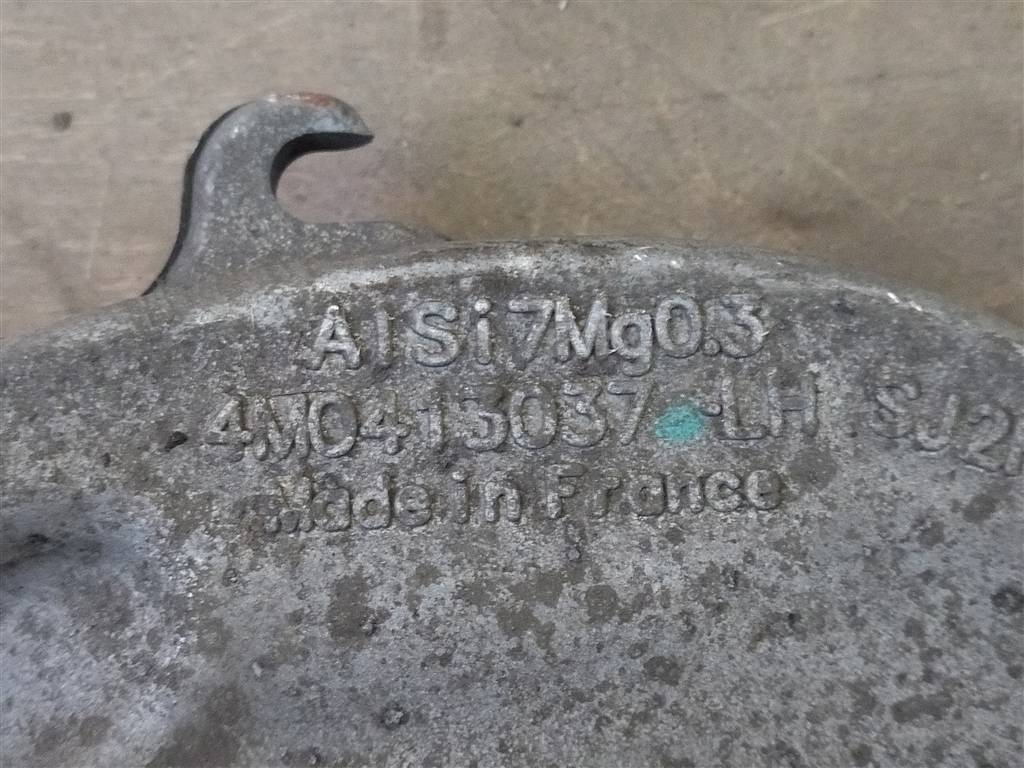 AlSi7Mg0.3
4M0413037 -LH SJ2
Made in France